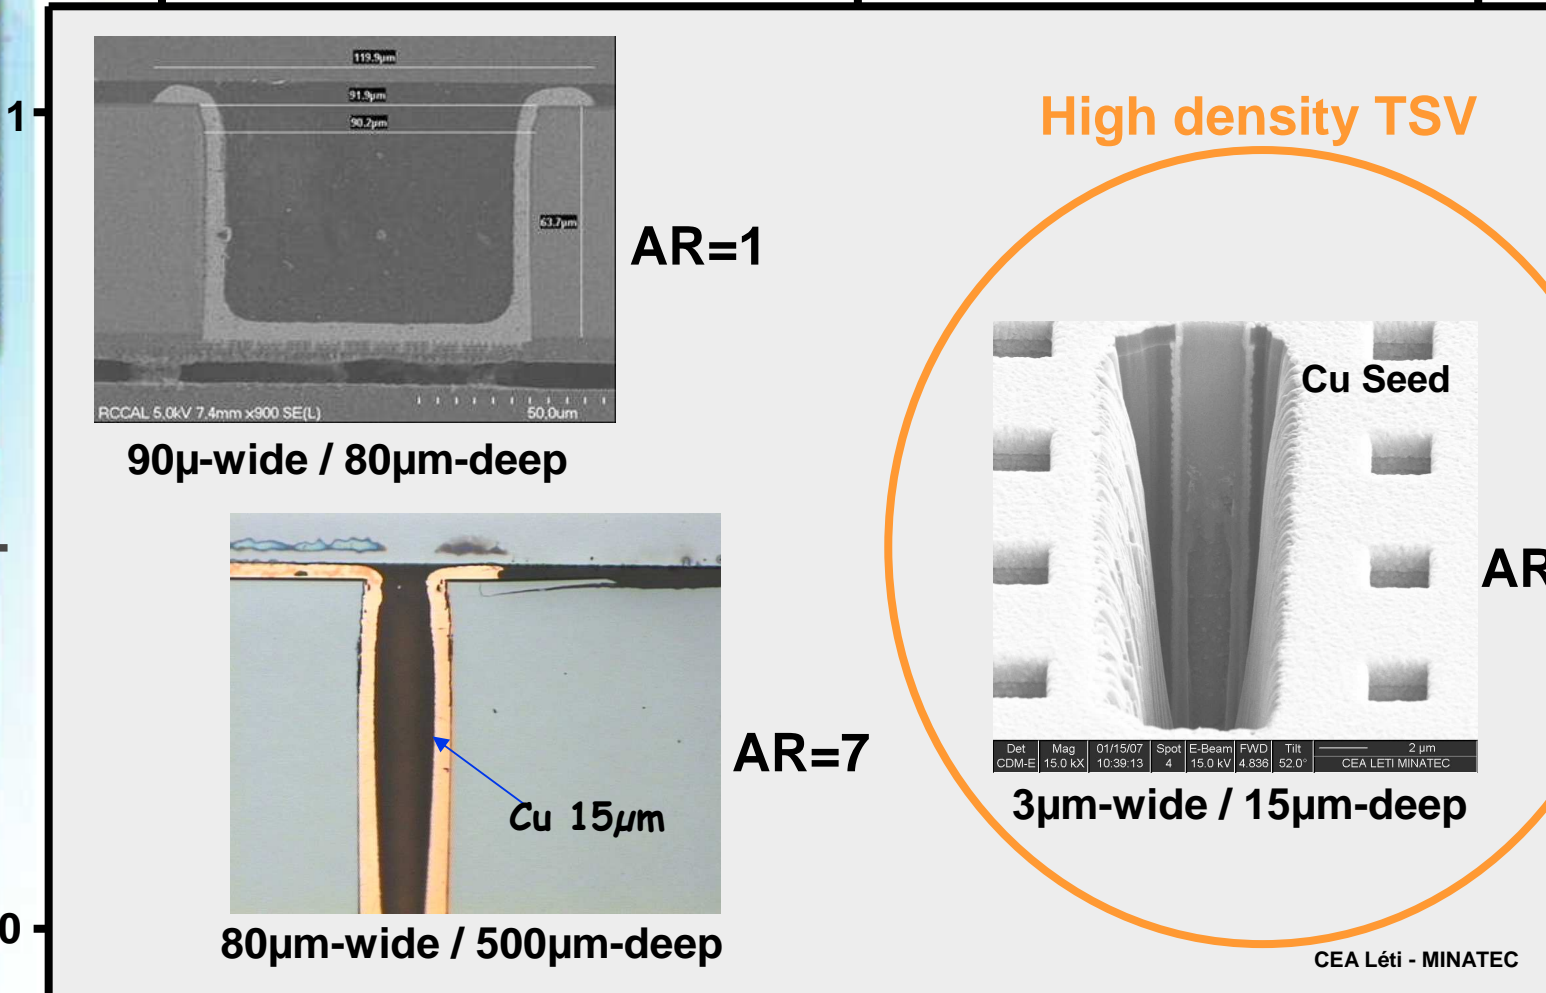 1
119.9µm
91.9µm
90.2µm
63.7µm
AR=1
RCCAL 5.0kV 7.4mm x900 SE(L)
50.0um
90µ-wide / 80µm-deep
High density TSV
Cu Seed
AR
Det Mag 01/15/07 Spot E-Beam FWD Tilt 2 µm
CDM-E 15.0 kX 10:39:13 4 15.0 kV 4.836 52.0° CEA LETI MINATEC
3µm-wide / 15µm-deep
AR=7
Cu 15µm
80µm-wide / 500µm-deep
0
CEA Léti - MINATEC